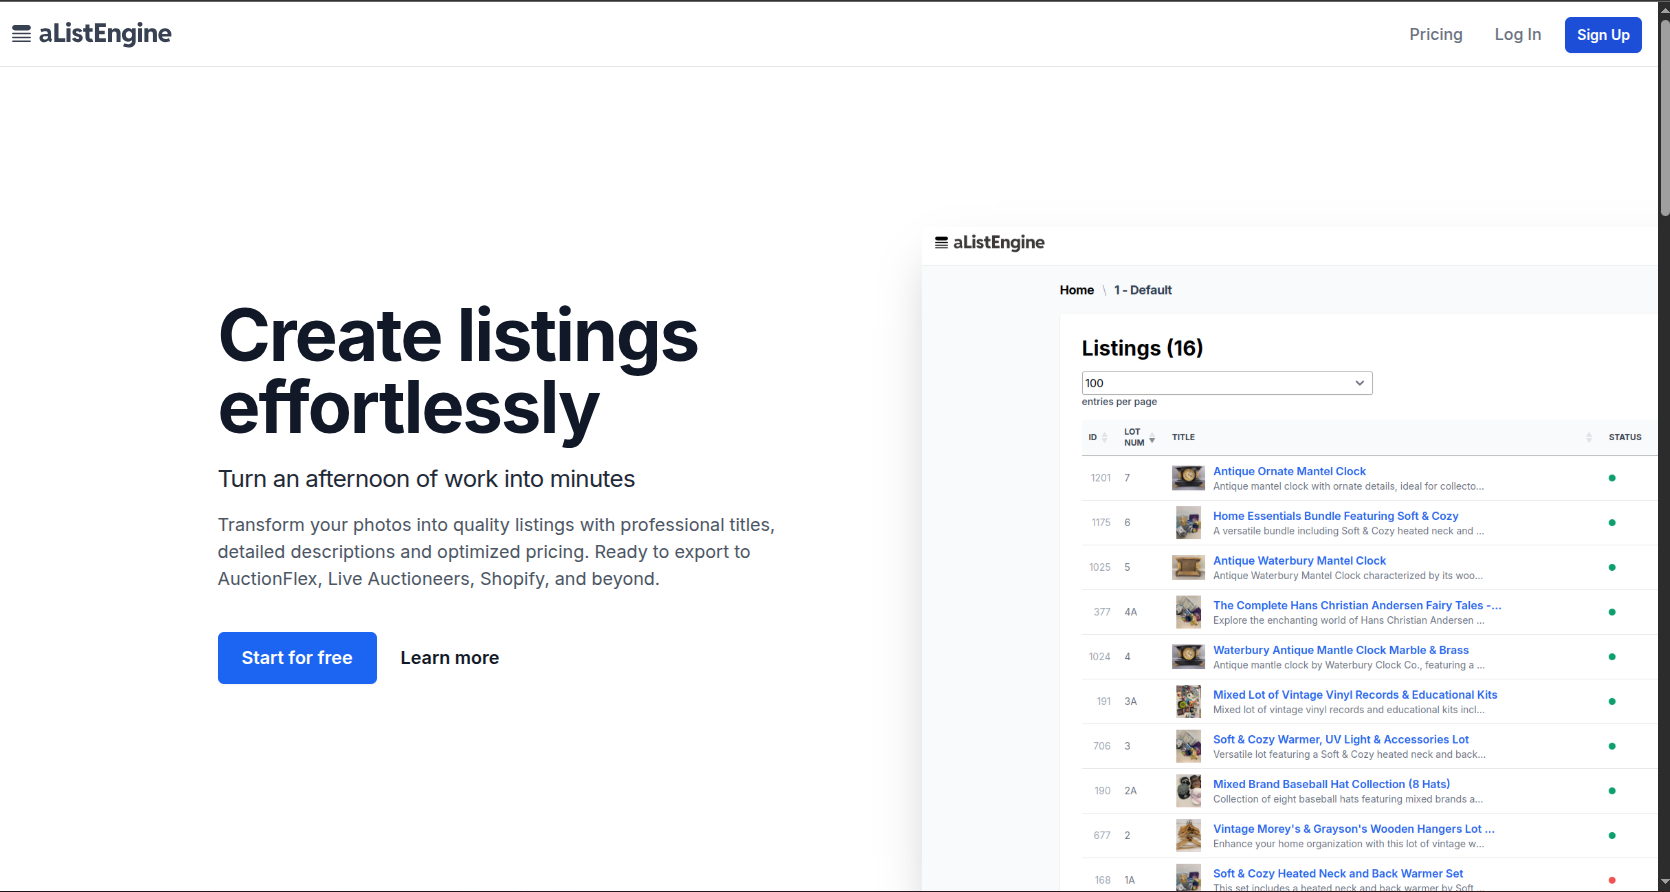 aListEngine
Pricing
Log In
Sign Up
Create listings
effortlessly
Turn an afternoon of work into minutes
Transform your photos into quality listings with professional titles,
detailed descriptions and optimized pricing. Ready to export to
AuctionFlex, Live Auctioneers, Shopify, and beyond.
Start for free
Learn more
aListEngine
Home \ 1 - Default
Listings (16)
100
entries per page
ID
LOT
NUM
TITLE
STATUS
1201 7 Antique Ornate Mantel Clock
Antique mantel clock with ornate details, ideal for collecto...
1175 6 Home Essentials Bundle Featuring Soft & Cozy
A versatile bundle including Soft & Cozy heated neck and ...
1025 5 Antique Waterbury Mantel Clock
Antique Waterbury Mantel Clock characterized by its woo...
377 4A The Complete Hans Christian Andersen Fairy Tales -...
Explore the enchanting world of Hans Christian Andersen ...
1024 4 Waterbury Antique Mantle Clock Marble & Brass
Antique mantle clock by Waterbury Clock Co., featuring a ...
191 3A Mixed Lot of Vintage Vinyl Records & Educational Kits
Mixed lot of vintage vinyl records and educational kits incl...
706 3 Soft & Cozy Warmer, UV Light & Accessories Lot
Versatile lot featuring a Soft & Cozy heated neck and back...
190 2A Mixed Brand Baseball Hat Collection (8 Hats)
Collection of eight baseball hats featuring mixed brands a...
677 2 Vintage Morey's & Grayson's Wooden Hangers Lot ...
Enhance your home organization with this lot of vintage w...
168 1A Soft & Cozy Heated Neck and Back Warmer Set
This set includes a heated neck and back warmer by Soft ...